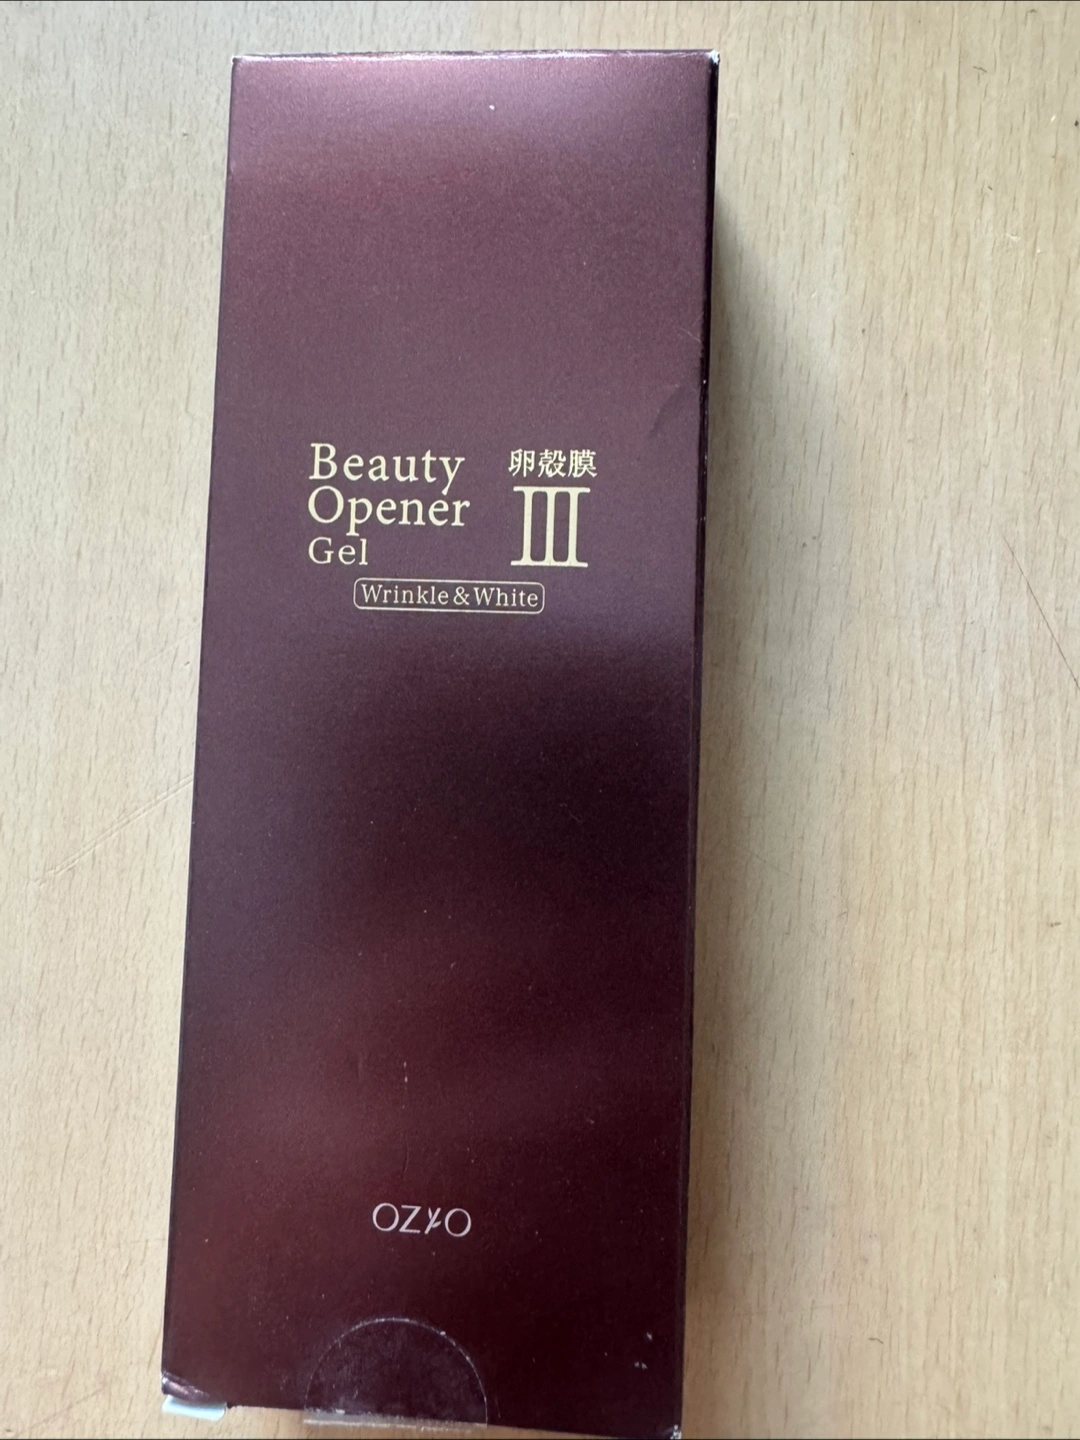 Beauty
Opener
Gel
卵殻膜
III
Wrinkle & White
OZIO